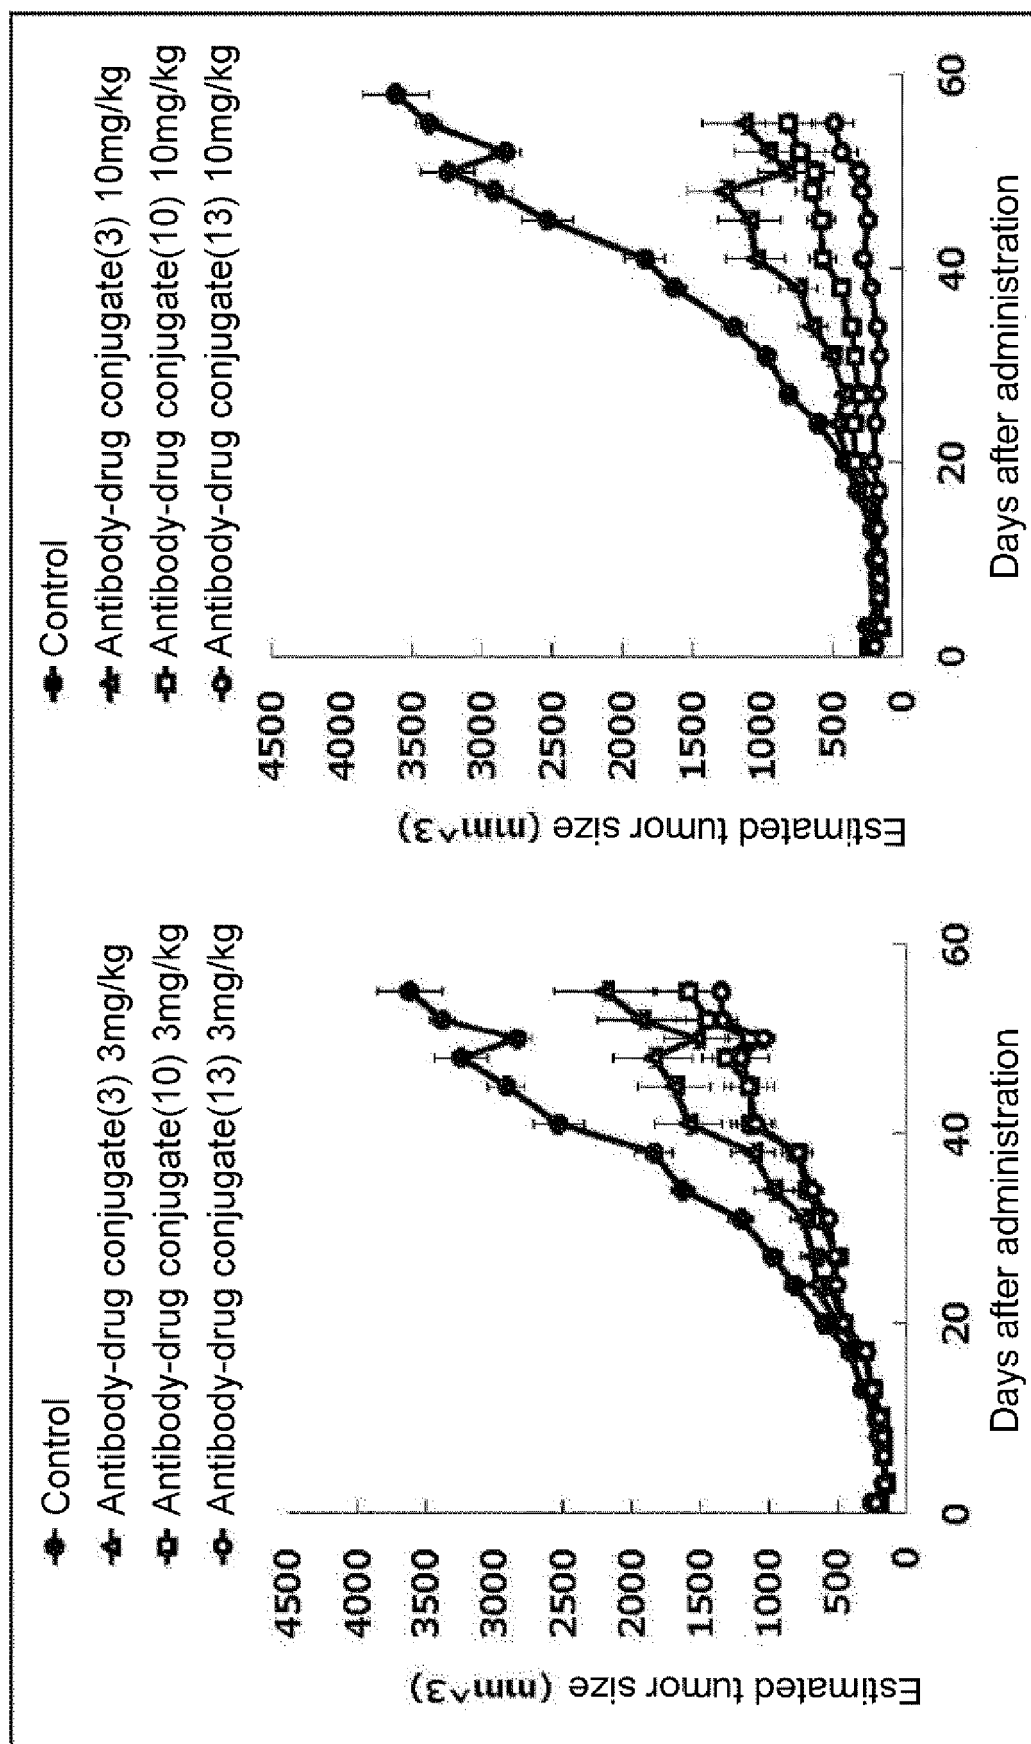 Control
Antibody-drug conjugate(3) 3mg/kg
Antibody-drug conjugate(10) 3mg/kg
Antibody-drug conjugate(13) 3mg/kg
Estimated tumor size (mm^3)
4500
4000
3500
3000
2500
2000
1500
1000
500
0
0 20 40 60
Days after administration
Control
Antibody-drug conjugate(3) 10mg/kg
Antibody-drug conjugate(10) 10mg/kg
Antibody-drug conjugate(13) 10mg/kg
Estimated tumor size (mm^3)
4500
4000
3500
3000
2500
2000
1500
1000
500
0
0 20 40 60
Days after administration